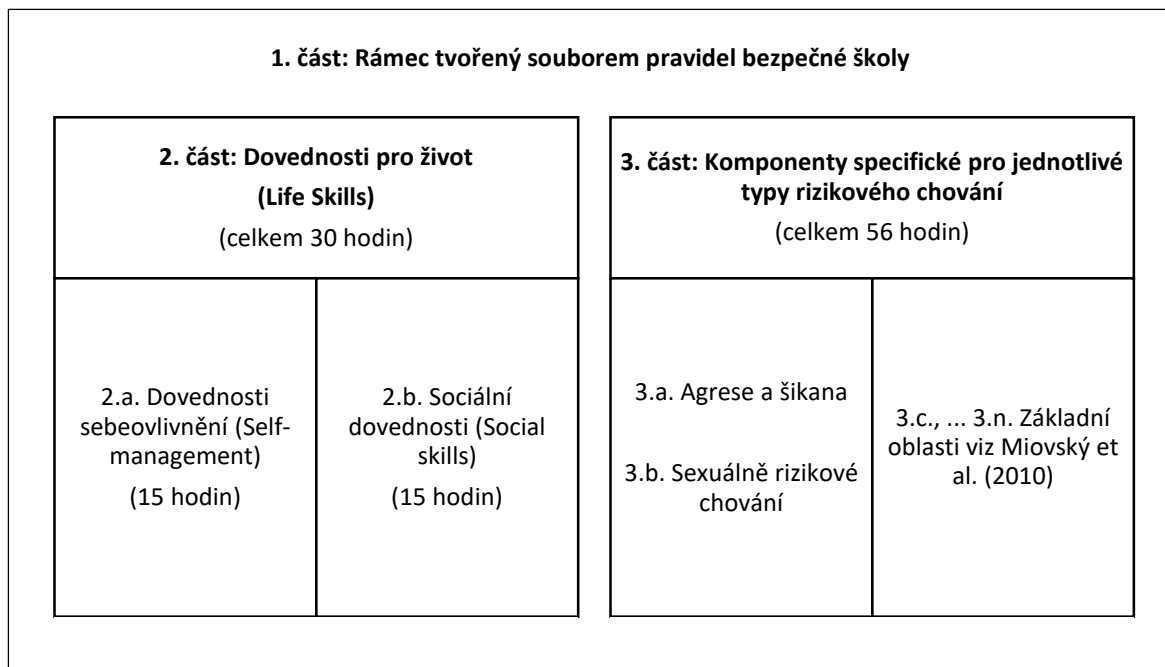 1. část: Rámec tvořený souborem pravidel bezpečné školy
2. část: Dovednosti pro život
(Life Skills)
(celkem 30 hodin)
2.a. Dovednosti
sebeovlivnění (Self-
management)
(15 hodin)
2.b. Sociální
dovednosti (Social
skills)
(15 hodin)
3. část: Komponenty specifické pro jednotlivé
typy rizikového chování
(celkem 56 hodin)
3.a. Agrese a šikana
3.b. Sexuálně rizikové
chování
3.c., ... 3.n. Základní
oblasti viz Miovský et
al. (2010)